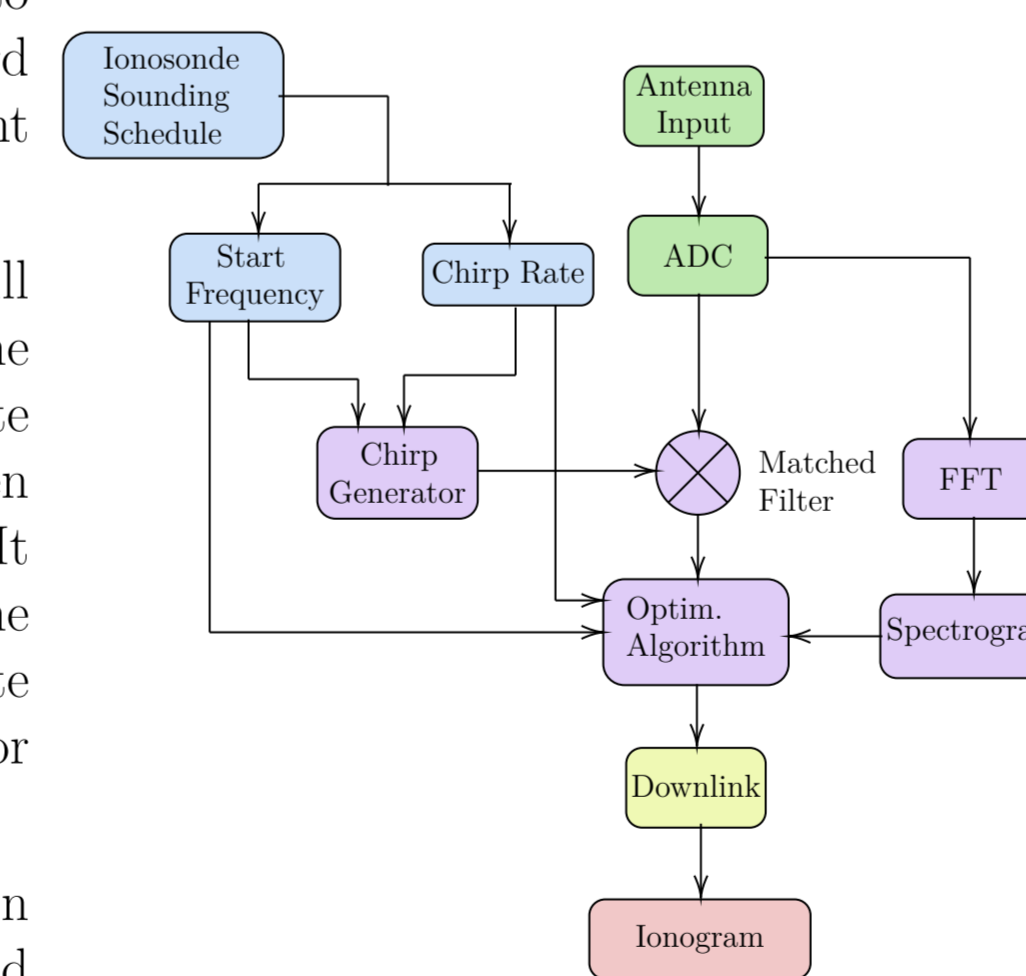 Ionosonde
Sounding
Schedule
Antenna
Input
Start
Frequency
Chirp Rate
ADC
Chirp
Generator
Matched
Filter
FFT
Optim.
Algorithm
Downlink
Ionogram